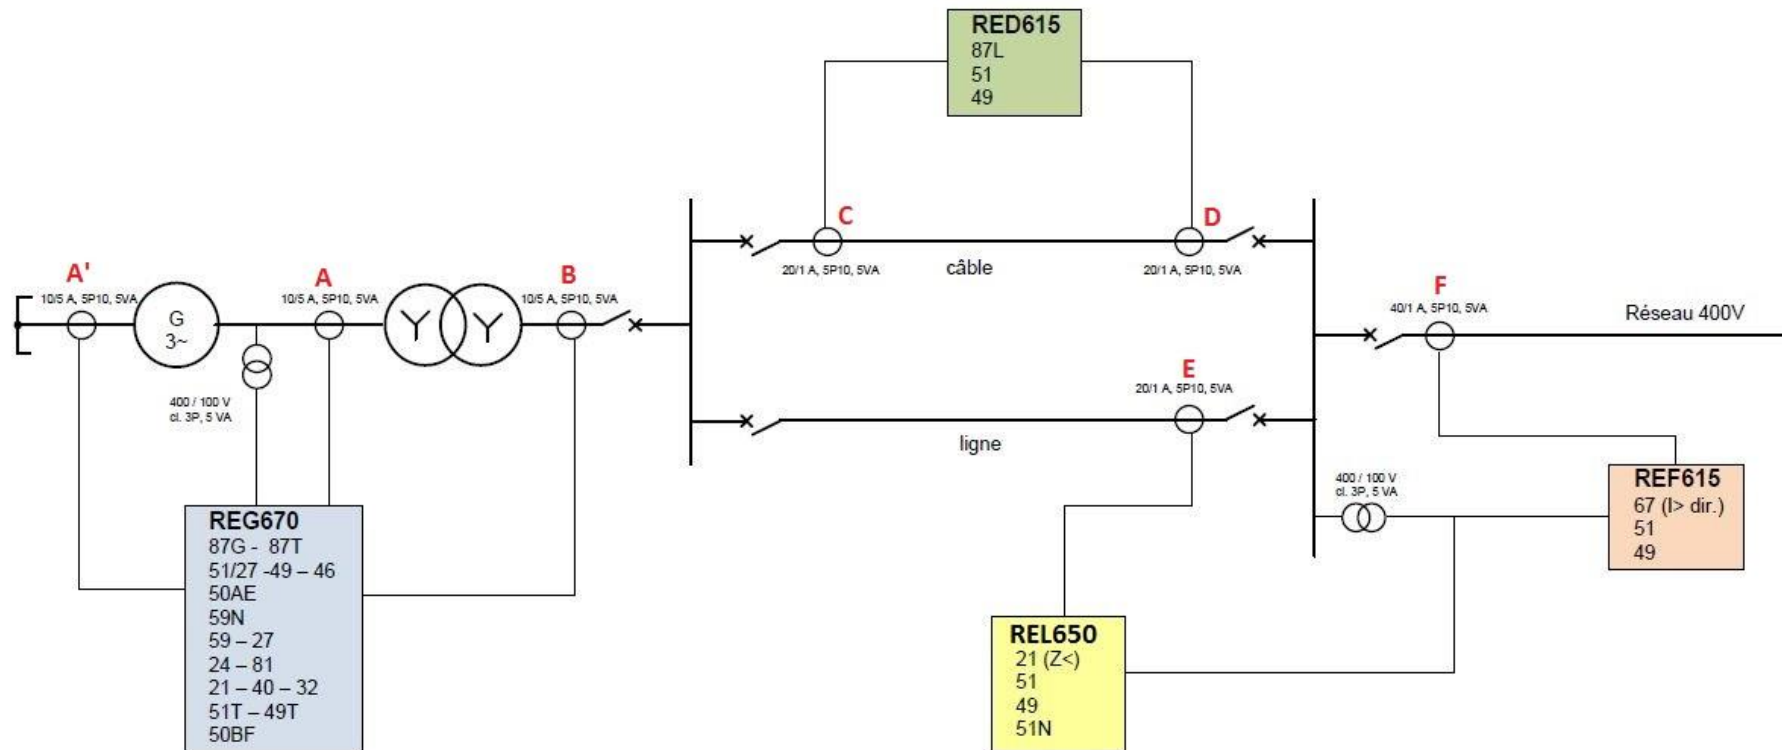 RED615
87L
51
49
C
20/1 A, 5P10, 5VA
câble
D
20/1 A, 5P10, 5VA
A'
10/5 A, 5P10, 5VA
G
3~
A
10/5 A, 5P10, 5VA
B
10/5 A, 5P10, 5VA
400 / 100 V
cl. 3P, 5 VA
F
40/1 A, 5P10, 5VA
Réseau 400V
E
20/1 A, 5P10, 5VA
ligne
400 / 100 V
cl. 3P, 5 VA
REF615
67 (I> dir.)
51
49
REG670
87G - 87T
51/27 -49 – 46
50AE
59N
59 – 27
24 – 81
21 – 40 – 32
51T – 49T
50BF
REL650
21 (Z<)
51
49
51N